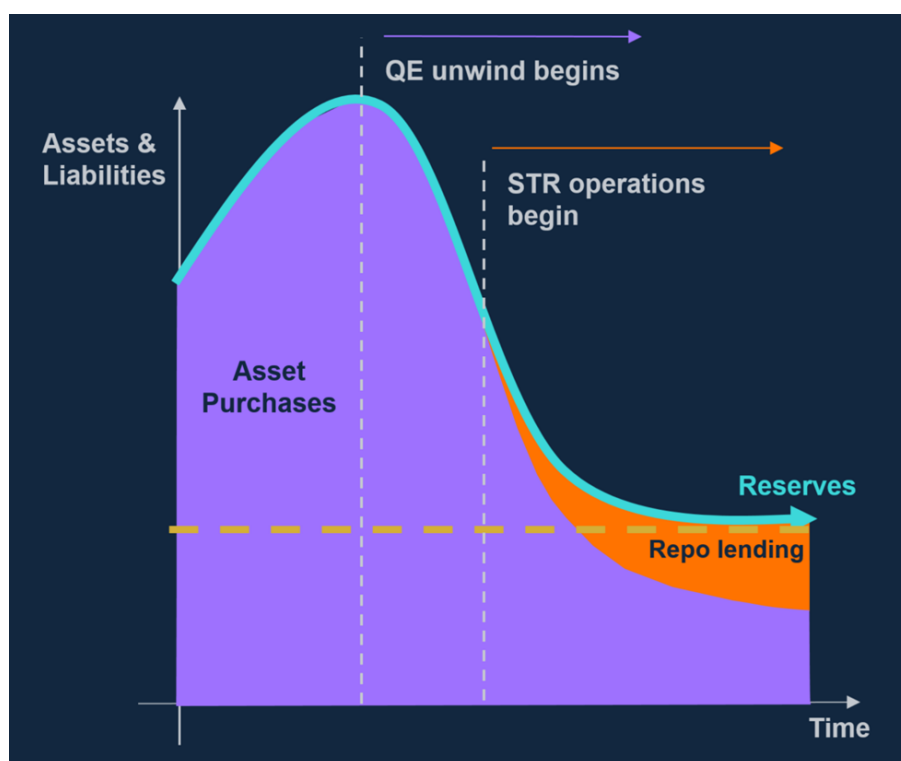 QE unwind begins
Assets &
Liabilities
STR operations
begin
Asset
Purchases
Reserves
Repo lending
Time